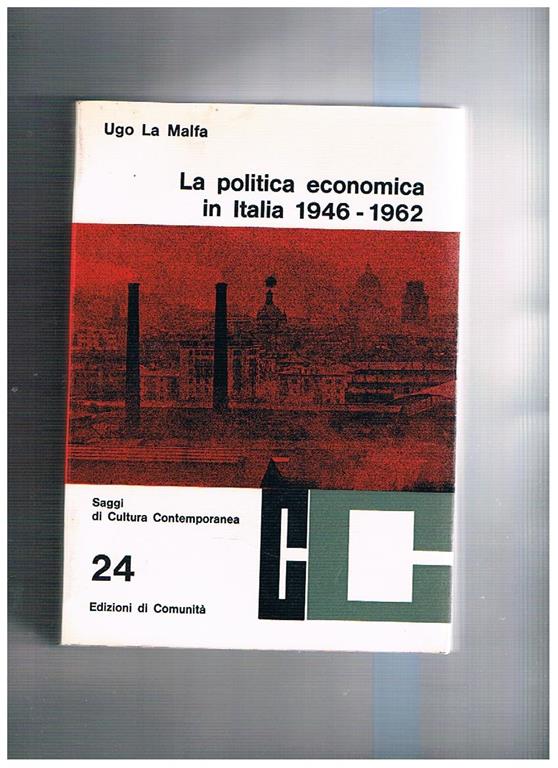 Ugo La Malfa
La politica economica
in Italia 1946 - 1962
Saggi
di Cultura Contemporanea
24
Edizioni di Comunità